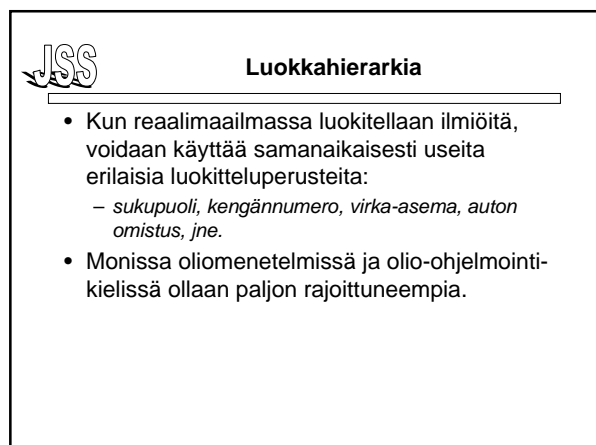 JSS
Luokkahierarkia
• Kun reaalimaailmassa luokitellaan ilmiöitä,
voidaan käyttää samanaikaisesti useita
erilaisia luokitteluperusteita:
– sukupuoli, kengännumero, virka-asema, auton
omistus, jne.
• Monissa oliomenetelmissä ja olio-ohjelmointi-
kielissä ollaan paljon rajoittuneempia.